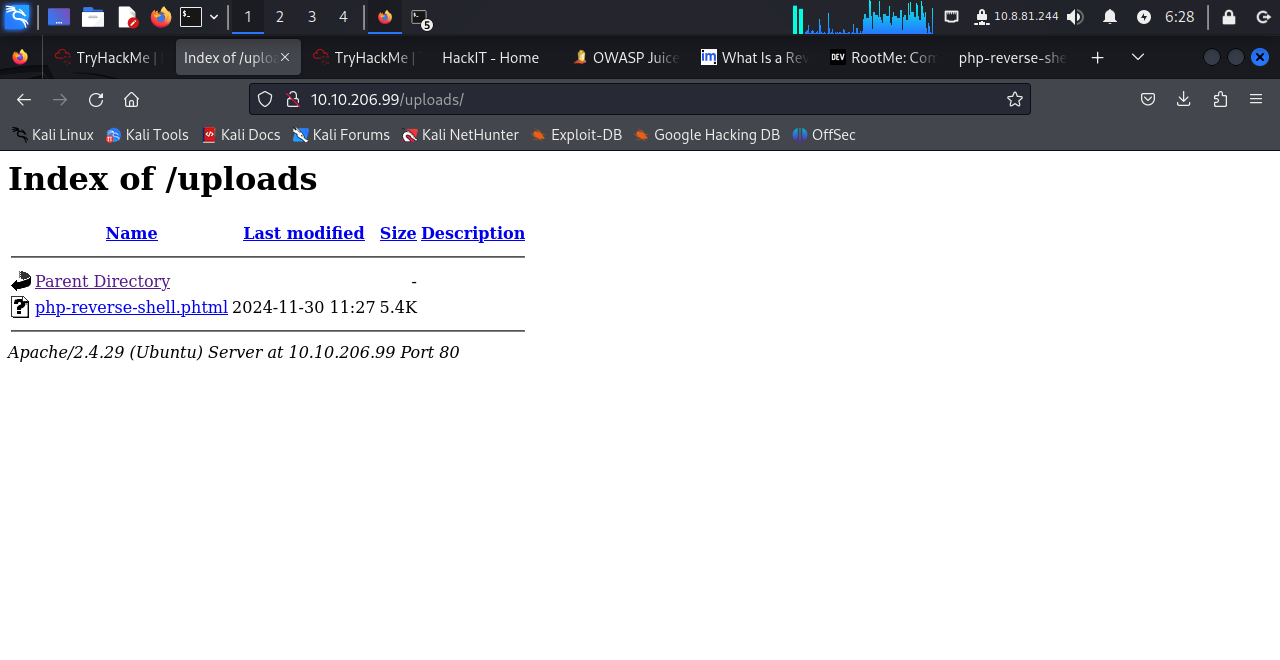 1 2 3 4 5 10.8.81.244 6:28
TryHackMe | Index of /uploa TryHackMe | HackIT - Home OWASP Juice What Is a Rev DEV RootMe: Con php-reverse-she
10.10.206.99/uploads/
Kali Linux Kali Tools Kali Docs Kali Forums Kali NetHunter Exploit-DB Google Hacking DB OffSec
Index of /uploads
Name Last modified Size Description
Parent Directory -
php-reverse-shell.phtml 2024-11-30 11:27 5.4K
Apache/2.4.29 (Ubuntu) Server at 10.10.206.99 Port 80